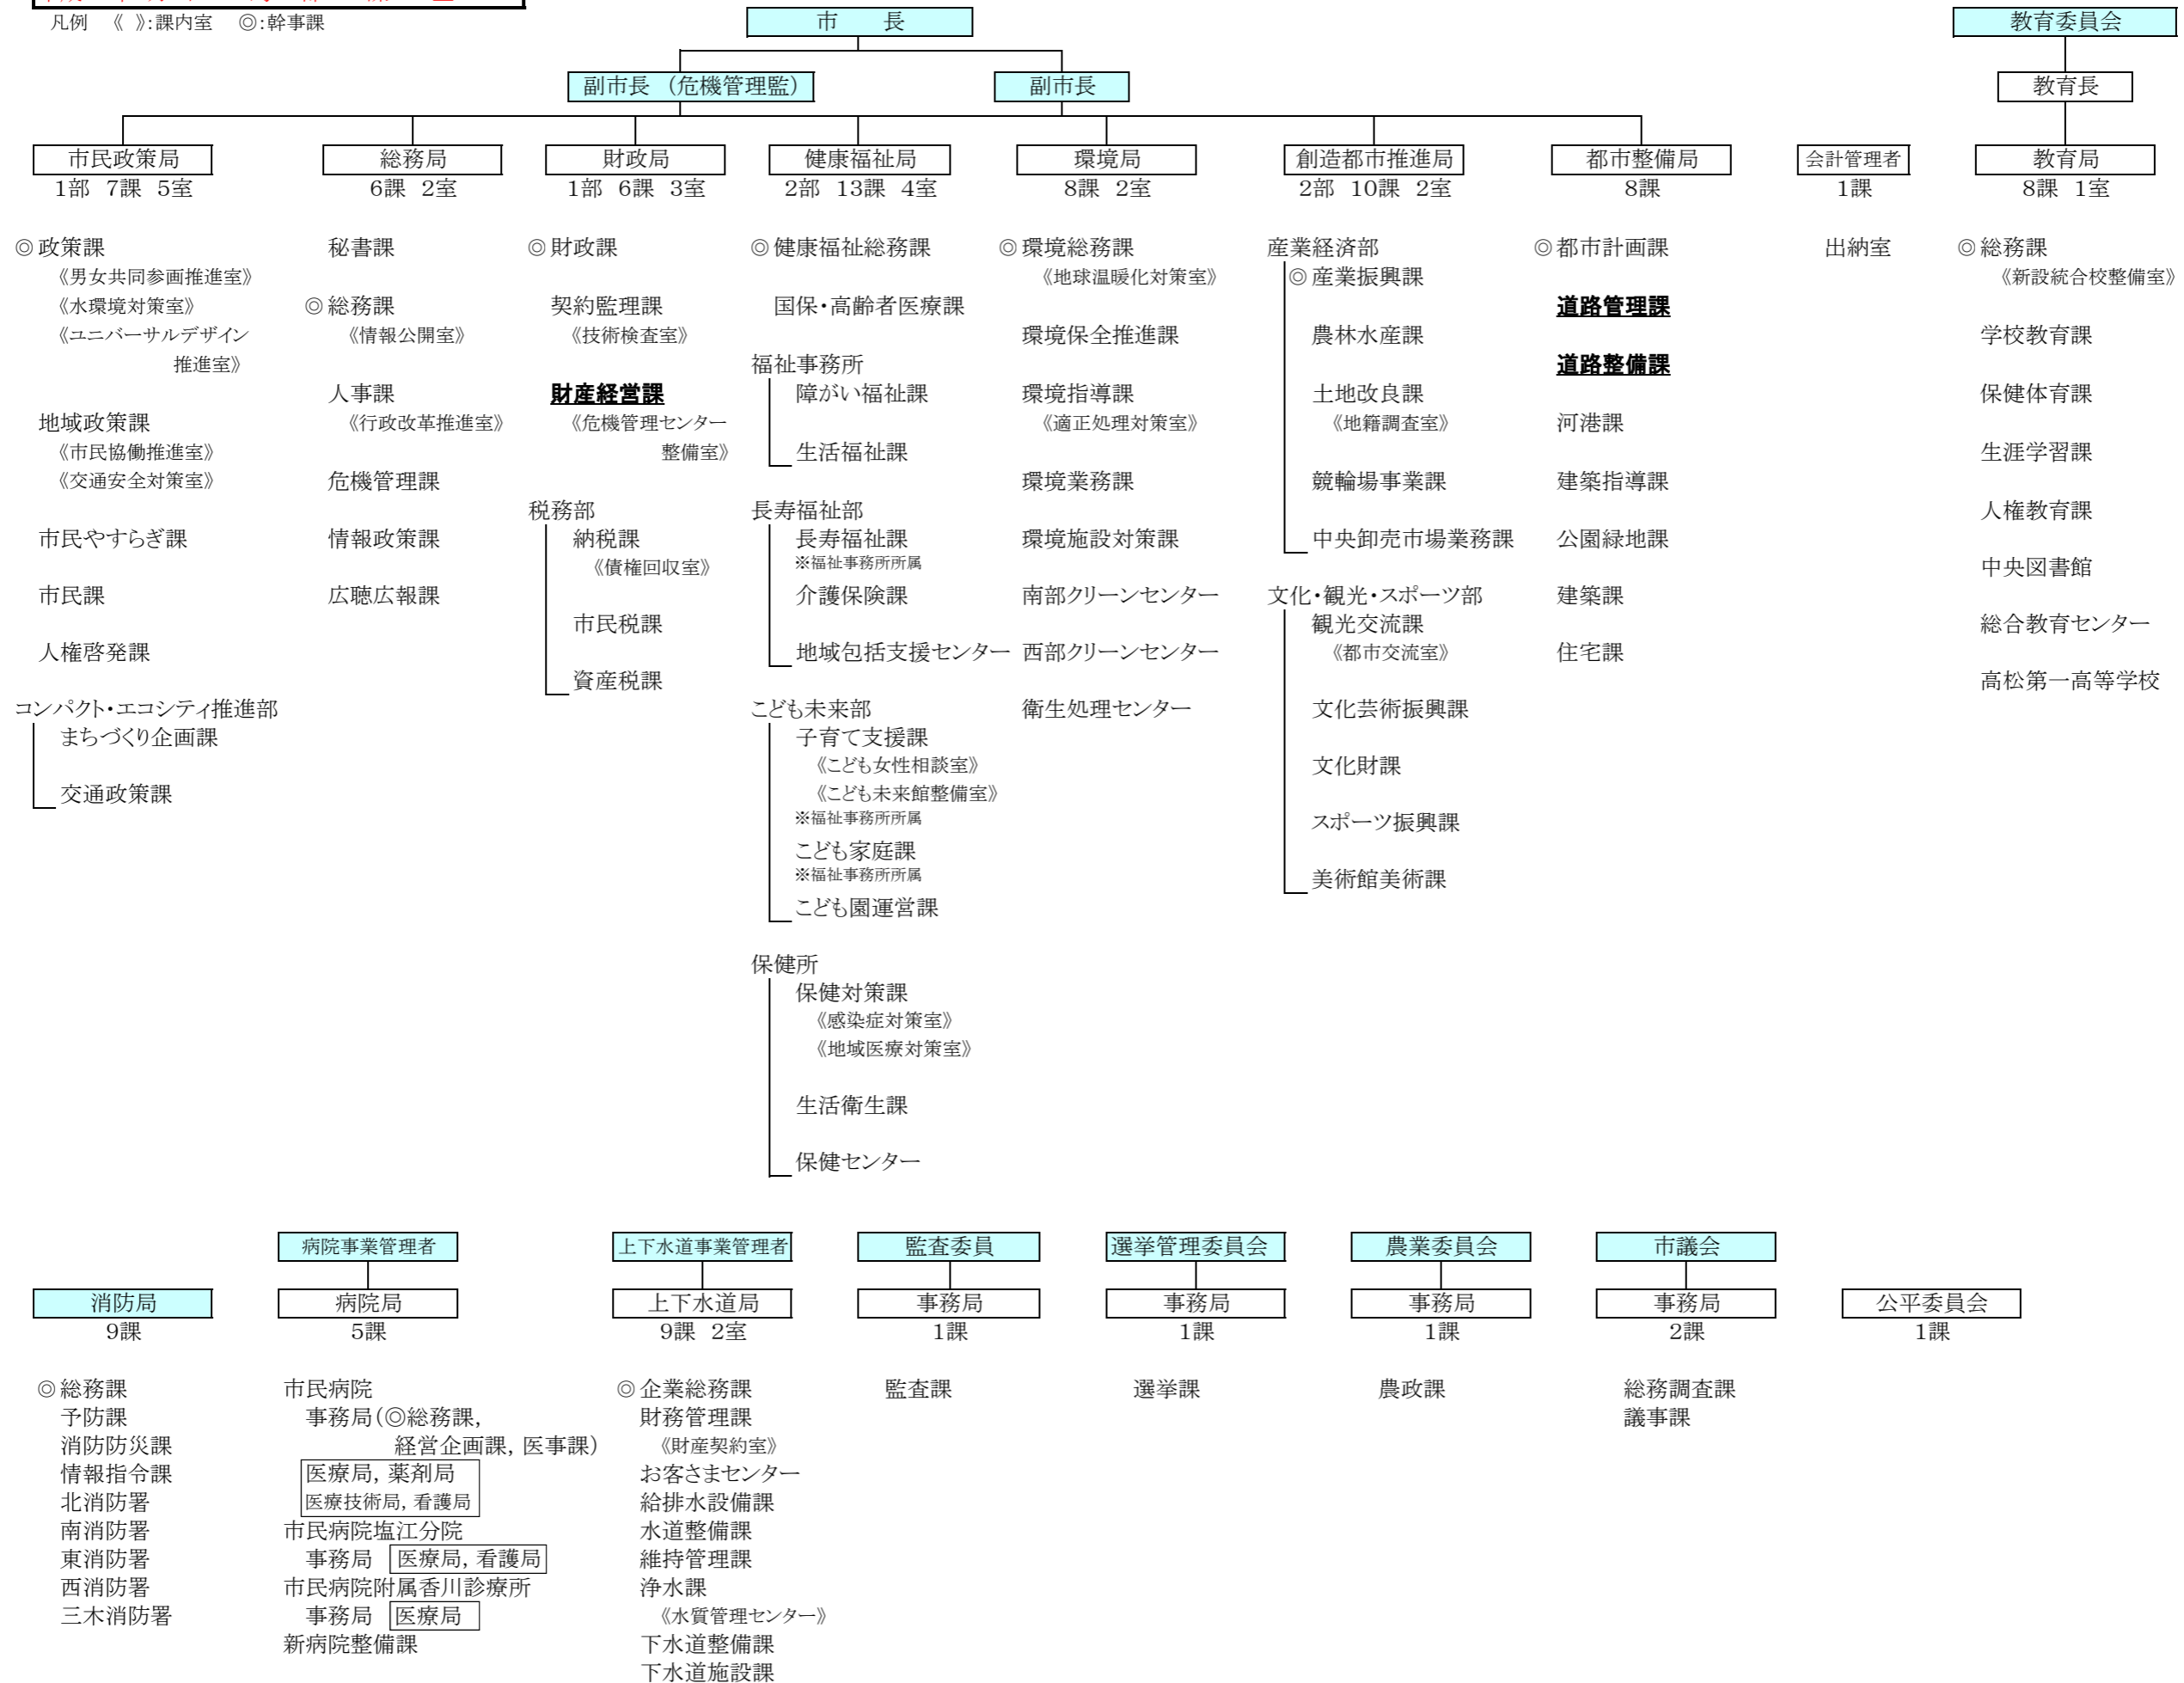 凡例 《 》:課内室 ◎:幹事課
市 長
教育委員会
副市長 （危機管理監）
副市長
教育長
市民政策局
総務局
財政局
健康福祉局
環境局
創造都市推進局
都市整備局
会計管理者
教育局
1部 7課 5室
6課 2室
1部 6課 3室
2部 13課 4室
8課 2室
2部 10課 2室
8課
1課
8課 1室
◎ 政策課
《男女共同参画推進室》
《水環境対策室》
《ユニバーサルデザイン
推進室》
地域政策課
《市民協働推進室》
《交通安全対策室》
市民やすらぎ課
市民課
人権啓発課
コンパクト・エコシティ推進部
まちづくり企画課
交通政策課
秘書課
◎ 総務課
《情報公開室》
人事課
《行政改革推進室》
危機管理課
情報政策課
広聴広報課
◎ 財政課
契約監理課
《技術検査室》
財産経営課
《危機管理センター
整備室》
税務部
納税課
《債権回収室》
市民税課
資産税課
◎ 健康福祉総務課
国保・高齢者医療課
福祉事務所
障がい福祉課
生活福祉課
長寿福祉部
長寿福祉課
※福祉事務所所属
介護保険課
地域包括支援センター
こども未来部
子育て支援課
《こども女性相談室》
《こども未来館整備室》
※福祉事務所所属
こども家庭課
※福祉事務所所属
こども園運営課
保健所
保健対策課
《感染症対策室》
《地域医療対策室》
生活衛生課
保健センター
◎ 環境総務課
《地球温暖化対策室》
環境保全推進課
環境指導課
《適正処理対策室》
環境業務課
環境施設対策課
南部クリーンセンター
西部クリーンセンター
衛生処理センター
産業経済部
◎ 産業振興課
農林水産課
土地改良課
《地籍調査室》
競輪場事業課
中央卸売市場業務課
文化・観光・スポーツ部
観光交流課
《都市交流室》
文化芸術振興課
文化財課
スポーツ振興課
美術館美術課
◎ 都市計画課
道路管理課
道路整備課
河港課
建築指導課
公園緑地課
建築課
住宅課
出納室
◎ 総務課
《新設統合校整備室》
学校教育課
保健体育課
生涯学習課
人権教育課
中央図書館
総合教育センター
高松第一高等学校
病院事業管理者
上下水道事業管理者
監査委員
選挙管理委員会
農業委員会
市議会
消防局
病院局
上下水道局
事務局
事務局
事務局
事務局
公平委員会
9課
5課
9課 2室
1課
1課
1課
2課
1課
◎ 総務課
予防課
消防防災課
情報指令課
北消防署
南消防署
東消防署
西消防署
三木消防署
市民病院
事務局（◎総務課,
経営企画課, 医事課）
医療局, 薬剤局
医療技術局, 看護局
市民病院塩江分院
事務局 医療局, 看護局
市民病院附属香川診療所
事務局 医療局
新病院整備課
◎ 企業総務課
財務管理課
《財産契約室》
お客さまセンター
給排水設備課
水道整備課
維持管理課
浄水課
《水質管理センター》
下水道整備課
下水道施設課
監査課
選挙課
農政課
総務調査課
議事課